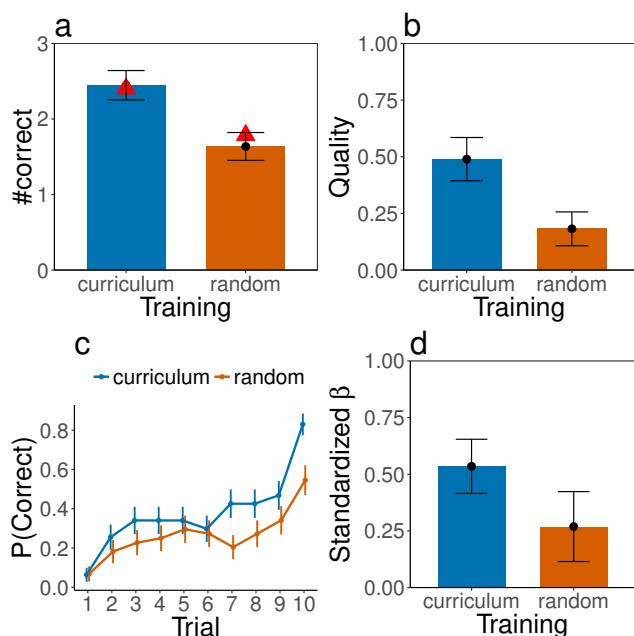 a
#correct
3
2
1
0
curriculum random
Training
b
Quality
1.00
0.75
0.50
0.25
0.00
curriculum random
Training
c
curriculum random
P(Correct)
0.8
0.6
0.4
0.2
0.0
1 2 3 4 5 6 7 8 9 10
Trial
d
Standardized β
1.00
0.75
0.50
0.25
0.00
curriculum random
Training